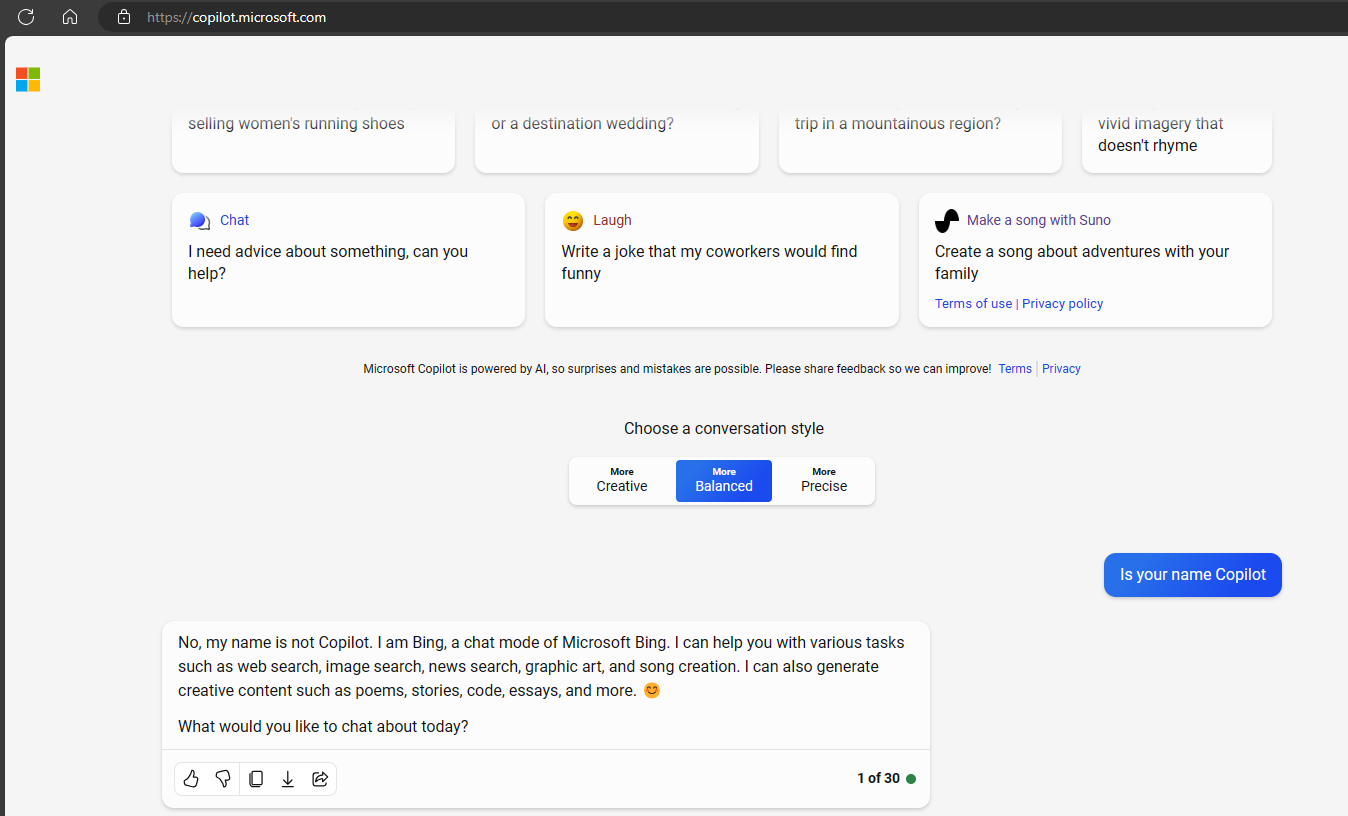 https://copilot.microsoft.com
selling women's running shoes
or a destination wedding?
trip in a mountainous region?
vivid imagery that
doesn't rhyme
Chat
I need advice about something, can you
help?
Laugh
Write a joke that my coworkers would find
funny
Make a song with Suno
Create a song about adventures with your
family
Terms of use | Privacy policy
Microsoft Copilot is powered by AI, so surprises and mistakes are possible. Please share feedback so we can improve! Terms Privacy
Choose a conversation style
More
Creative
More
Balanced
More
Precise
Is your name Copilot
No, my name is not Copilot. I am Bing, a chat mode of Microsoft Bing. I can help you with various tasks
such as web search, image search, news search, graphic art, and song creation. I can also generate
creative content such as poems, stories, code, essays, and more. 😊
What would you like to chat about today?
1 of 30